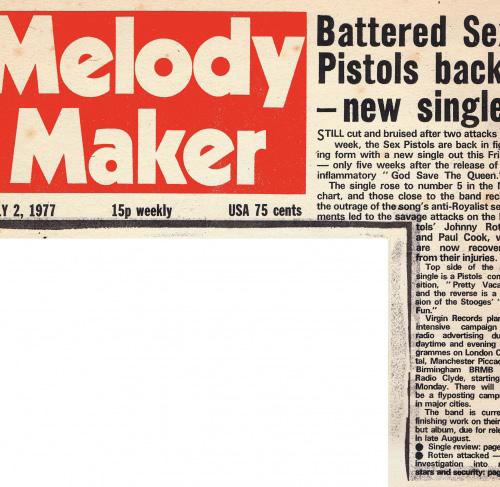 Melody
Maker
LY 2, 1977 15p weekly USA 75 cents
Battered Sex
Pistols back
– new single
STILL cut and bruised after two attacks
week, the Sex Pistols are back in fig
ing form with a new single out this Fri
— only five weeks after the release of
inflammatory "God Save The Queen."
The single rose to number 5 in the M
chart, and those close to the band rec
the outrage of the song's anti-Royalist se
ments led to the savage attacks on the
tols' Johnny Rot
and Paul Cook, w
are now recover
from their injuries.
Top side of the
single is a Pistols com
sition, "Pretty Vaca
and the reverse is a
sion of the Stooges' "
Fun."
Virgin Records plan
intensive campaign
radio advertising du
daytime and evening
grammes on London C
tal, Manchester Piccad
Birmingham BRMB
Radio Clyde, starting
Monday. There will
be a flyposting camp
in major cities.
The band is curre
finishing work on their
but album, due for rele
in late August.
● Single review: page
● Rotten attacked —
investigation into
stars and security: pag